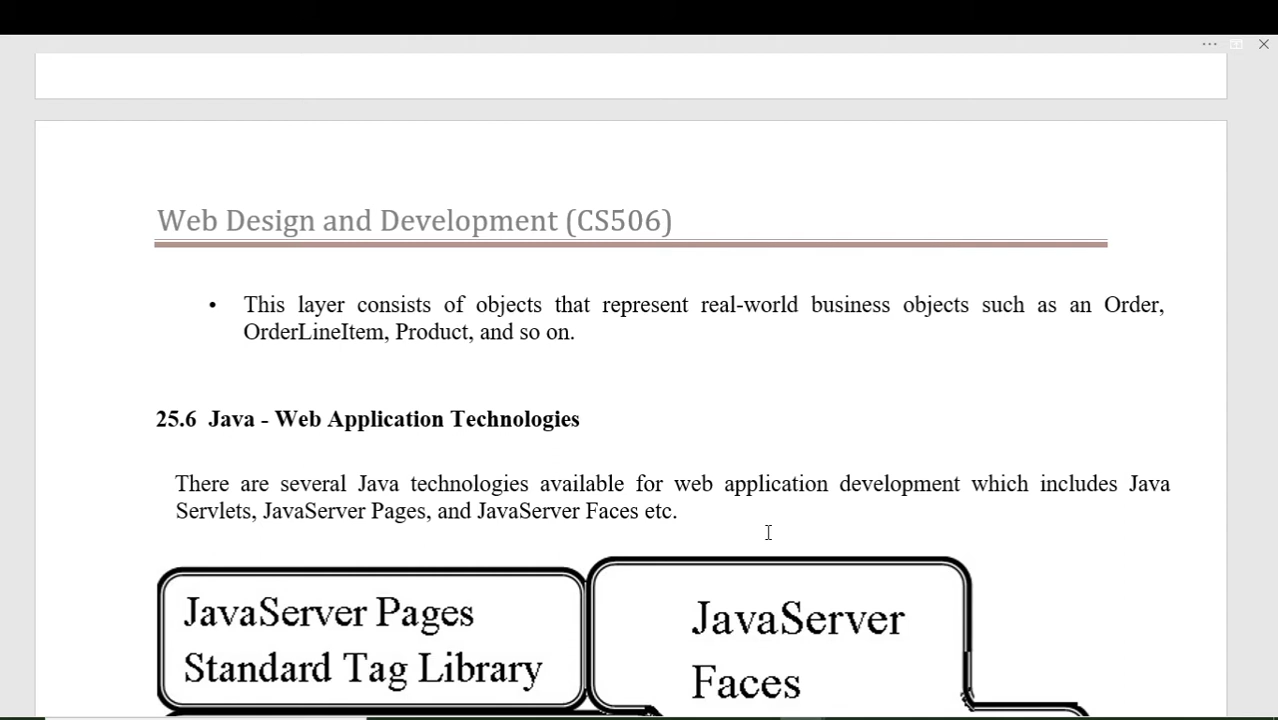 Web Design and Development (CS506)
• This layer consists of objects that represent real-world business objects such as an Order,
OrderLineItem, Product, and so on.
25.6 Java - Web Application Technologies
There are several Java technologies available for web application development which includes Java
Servlets, JavaServer Pages, and JavaServer Faces etc.
JavaServer Pages
Standard Tag Library
JavaServer
Faces